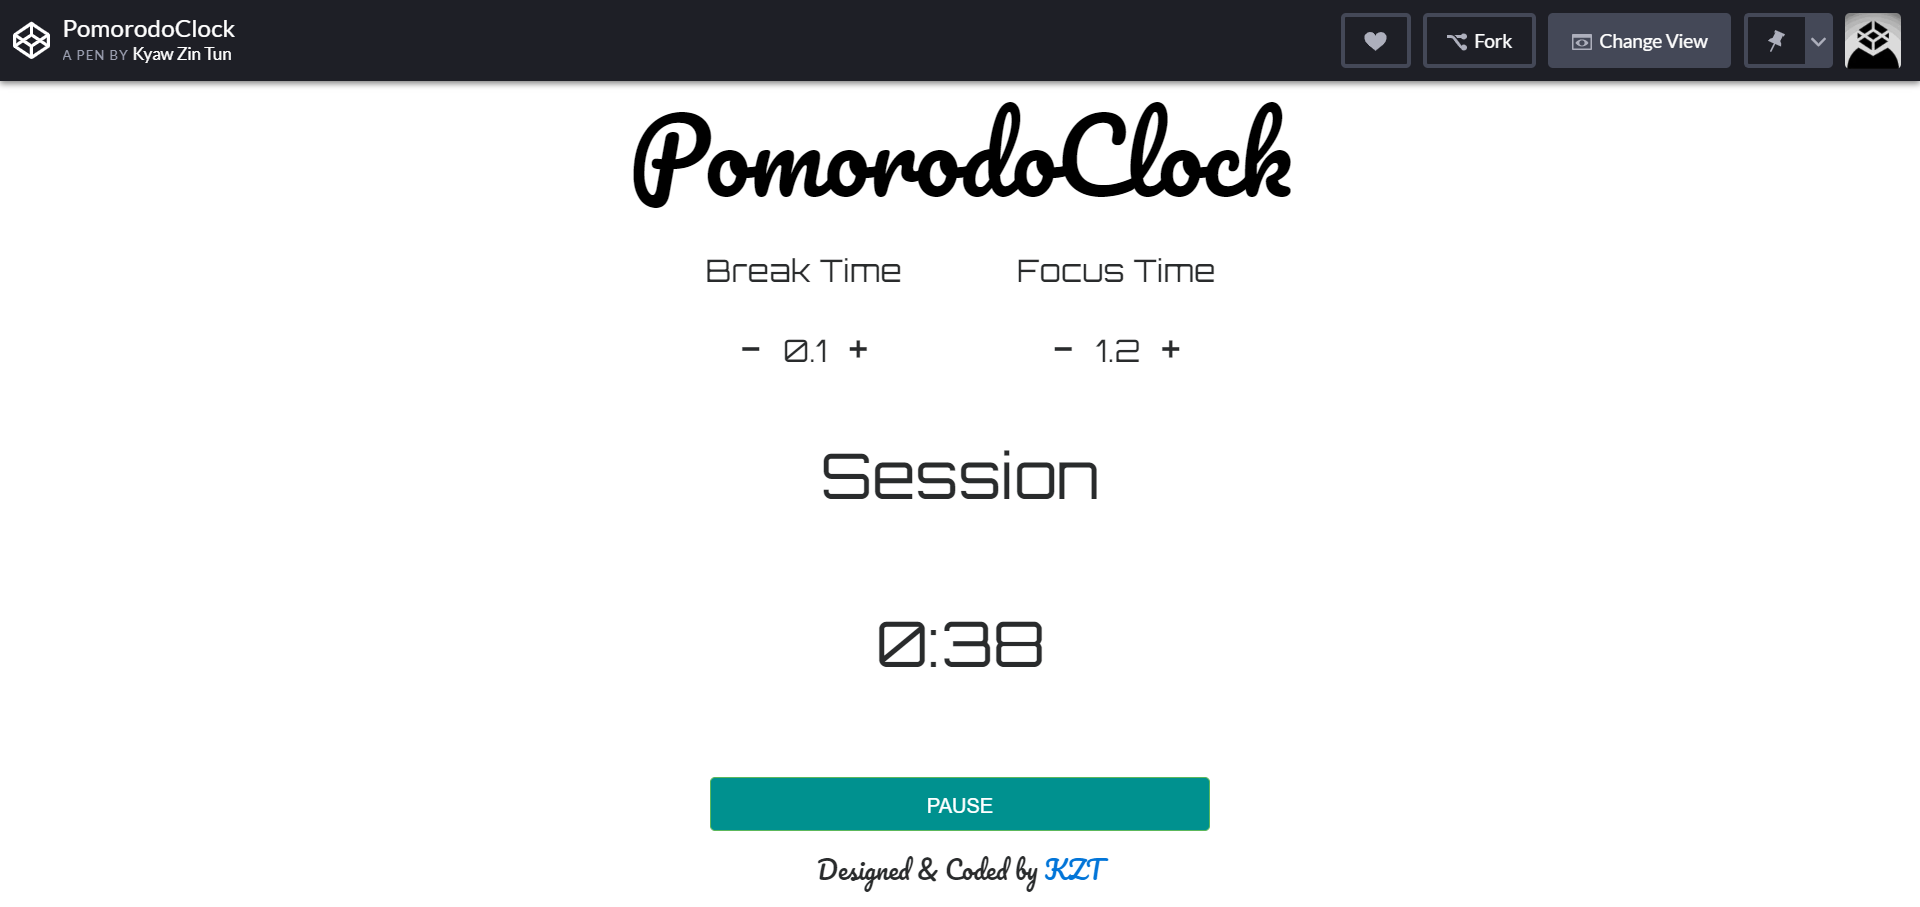 PomorodoClock
A PEN BY Kyaw Zin Tun
Fork
Change View
PomorodoClock
Break Time
Focus Time
- 0.1 +
- 1.2 +
Session
0:38
PAUSE
Designed & Coded by KZT